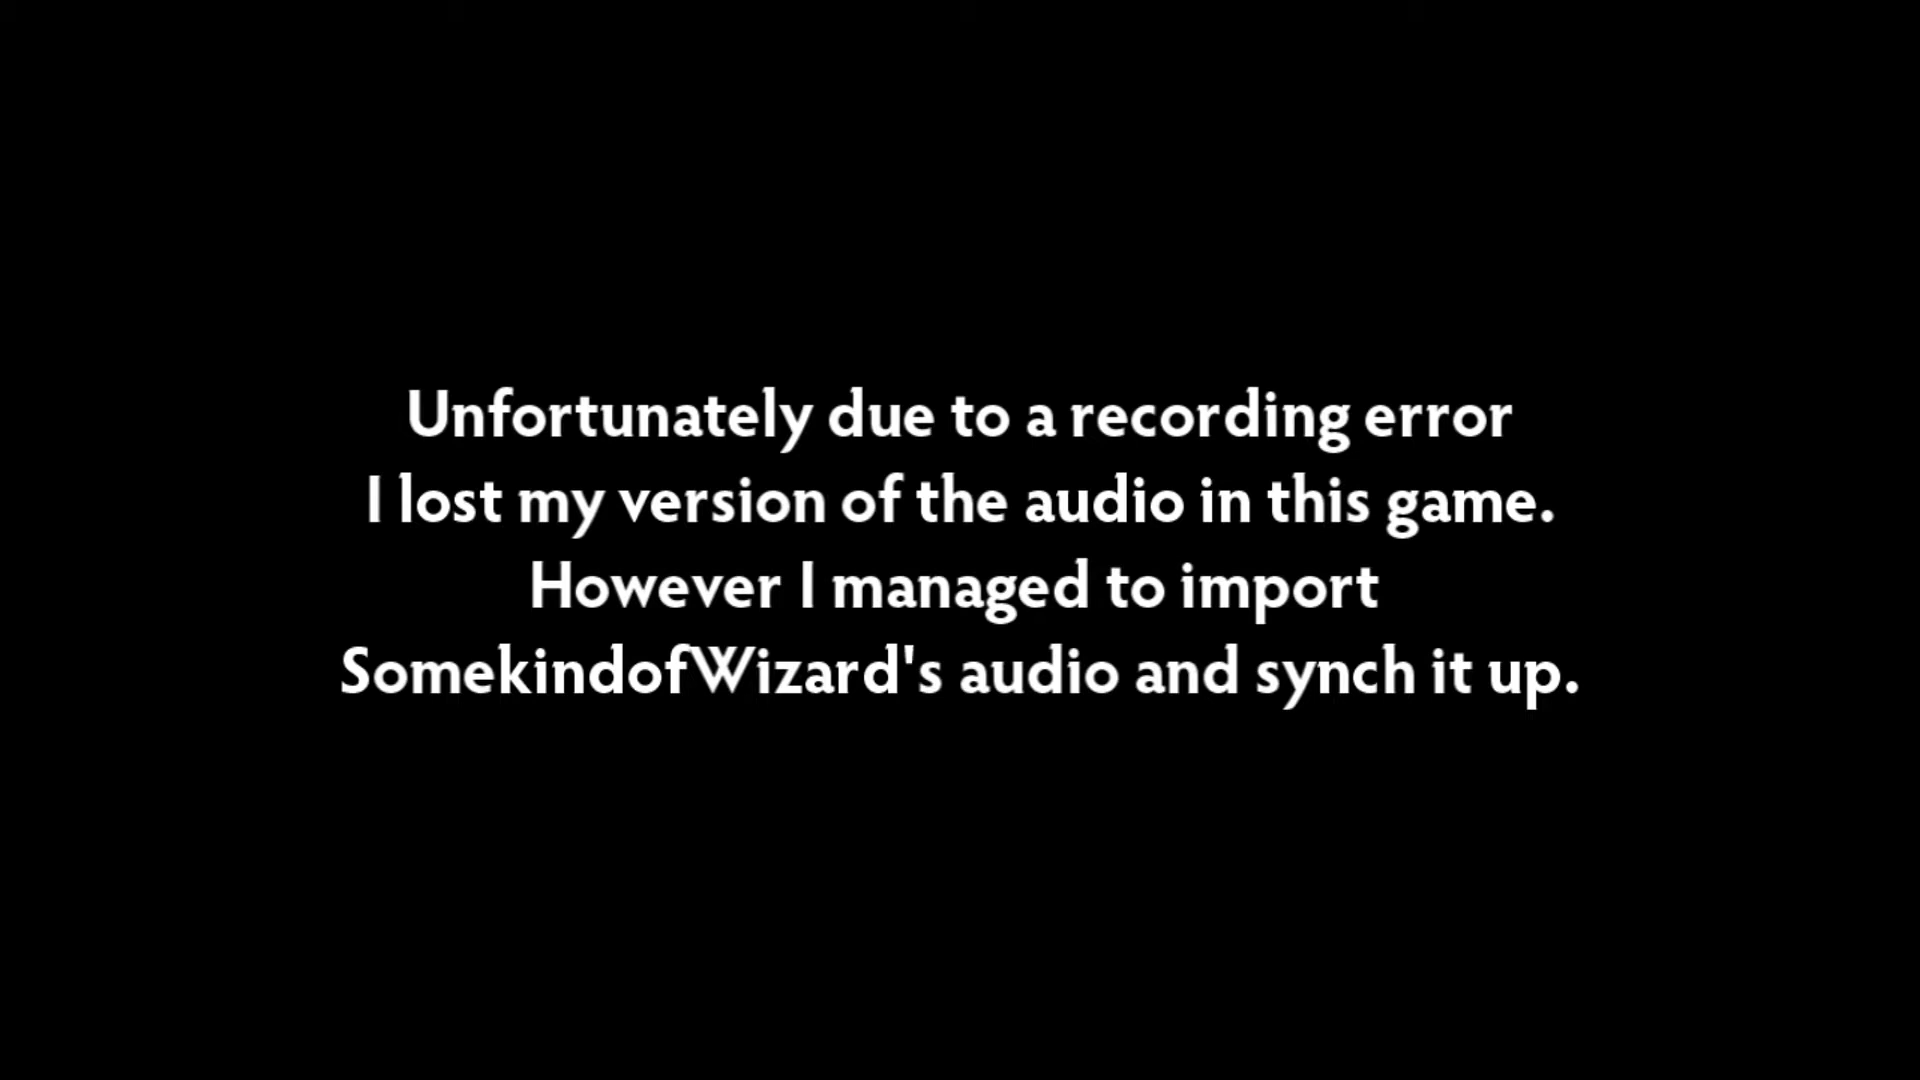 Unfortunately due to a recording error
I lost my version of the audio in this game.
However I managed to import
SomekindofWizard's audio and synch it up.